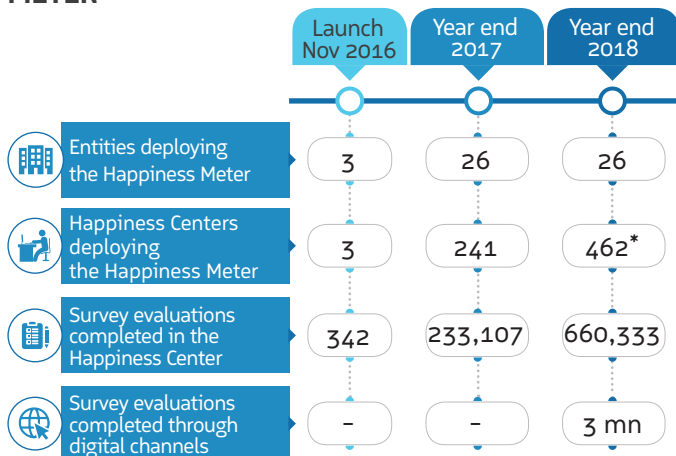 Launch
Nov 2016
Year end
2017
Year end
2018
Entities deploying
the Happiness Meter
3
26
26
Happiness Centers
deploying
the Happiness Meter
3
241
462*
Survey evaluations
completed in the
Happiness Center
342
233,107
660,333
Survey evaluations
completed through
digital channels
-
-
3 mn